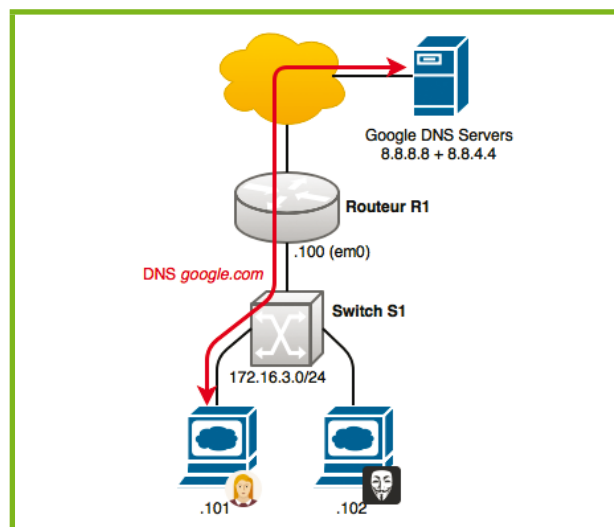 Google DNS Servers
8.8.8.8 + 8.8.4.4
Routeur R1
.100 (em0)
DNS google.com
Switch S1
172.16.3.0/24
.101
.102